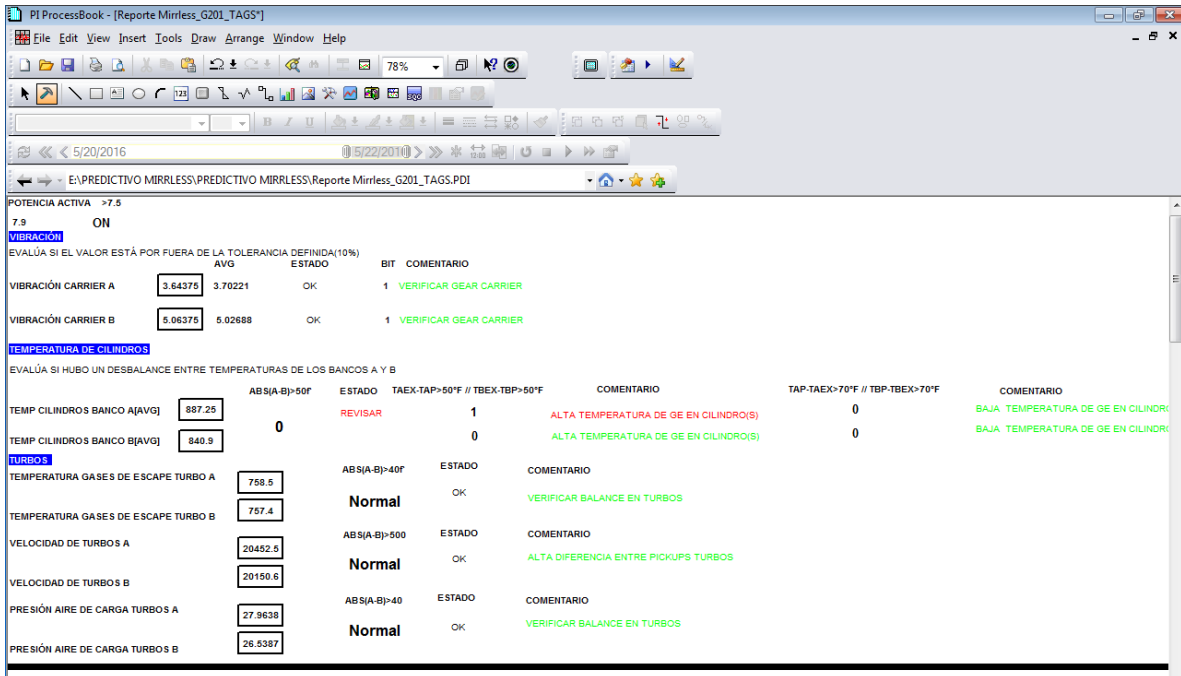 PI ProcessBook - [Reporte Mirrless_G201_TAGS*]
File Edit View Insert Tools Draw Arrange Window Help
78%
123
B I U
5/20/2016
E:\PREDICTIVO MIRRLESS\PREDICTIVO MIRRLESS\Reporte Mirrless_G201_TAGS.PDI
POTENCIA ACTIVA >7.5
7.9 ON
VIBRACIÓN
EVALÚA SI EL VALOR ESTÁ POR FUERA DE LA TOLERANCIA DEFINIDA(10%)
AVG ESTADO BIT COMENTARIO
VIBRACIÓN CARRIER A 3.64375 3.70221 OK 1 VERIFICAR GEAR CARRIER
VIBRACIÓN CARRIER B 5.06375 5.02688 OK 1 VERIFICAR GEAR CARRIER
TEMPERATURA DE CILINDROS
EVALÚA SI HUBO UN DESBALANCE ENTRE TEMPERATURAS DE LOS BANCOS A Y B
ABS(A-B)>50f' ESTADO TAEX-TAP>50°F // TBEX-TBP>50°F COMENTARIO TAP-TAEX>70°F // TBP-TBEX>70°F COMENTARIO
TEMP CILINDROS BANCO A[AVG] 887.25 REVISAR 1 ALTA TEMPERATURA DE GE EN CILINDRO(S) 0 BAJA TEMPERATURA DE GE EN CILINDR
0
TEMP CILINDROS BANCO B[AVG] 840.9 0 ALTA TEMPERATURA DE GE EN CILINDRO(S) 0 BAJA TEMPERATURA DE GE EN CILINDR
TURBOS
ABS(A-B)>40f' ESTADO COMENTARIO
TEMPERATURA GASES DE ESCAPE TURBO A 758.5
Normal OK VERIFICAR BALANCE EN TURBOS
TEMPERATURA GASES DE ESCAPE TURBO B 757.4
ABS(A-B)>500 ESTADO COMENTARIO
VELOCIDAD DE TURBOS A 20452.5
Normal OK ALTA DIFERENCIA ENTRE PICKUPS TURBOS
VELOCIDAD DE TURBOS B 20150.6
ABS(A-B)>40 ESTADO COMENTARIO
PRESIÓN AIRE DE CARGA TURBOS A 27.9638
Normal OK VERIFICAR BALANCE EN TURBOS
PRESIÓN AIRE DE CARGA TURBOS B 26.5387